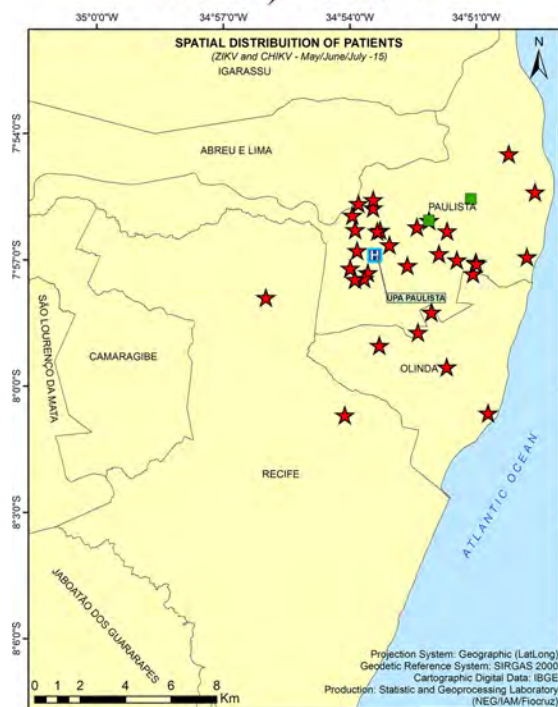 35°0'0"W 34°57'0"W 34°54'0"W 34°51'0"W
SPATIAL DISTRIBUITION OF PATIENTS
(ZIKV and CHIKV - May/June/July -15)
N
IGARASSU
7°54'0"S
ABREU E LIMA
PAULISTA
7°57'0"S
H
UPA PAULISTA
SÃO LOURENÇO DA MATA
CAMARAGIBE
8°0'0"S
OLINDA
RECIFE
ATLANTIC OCEAN
8°3'0"S
JABOATÃO DOS GUARARAPES
8°6'0"S
Projection System: Geographic (LatLong)
Geodetic Reference System: SIRGAS 2000
Cartographic Digital Data: IBGE
Production: Statistic and Geoprocessing Laboratory
(NEG/IAM/Fiocruz)
0 1 2 4 6 8
Km